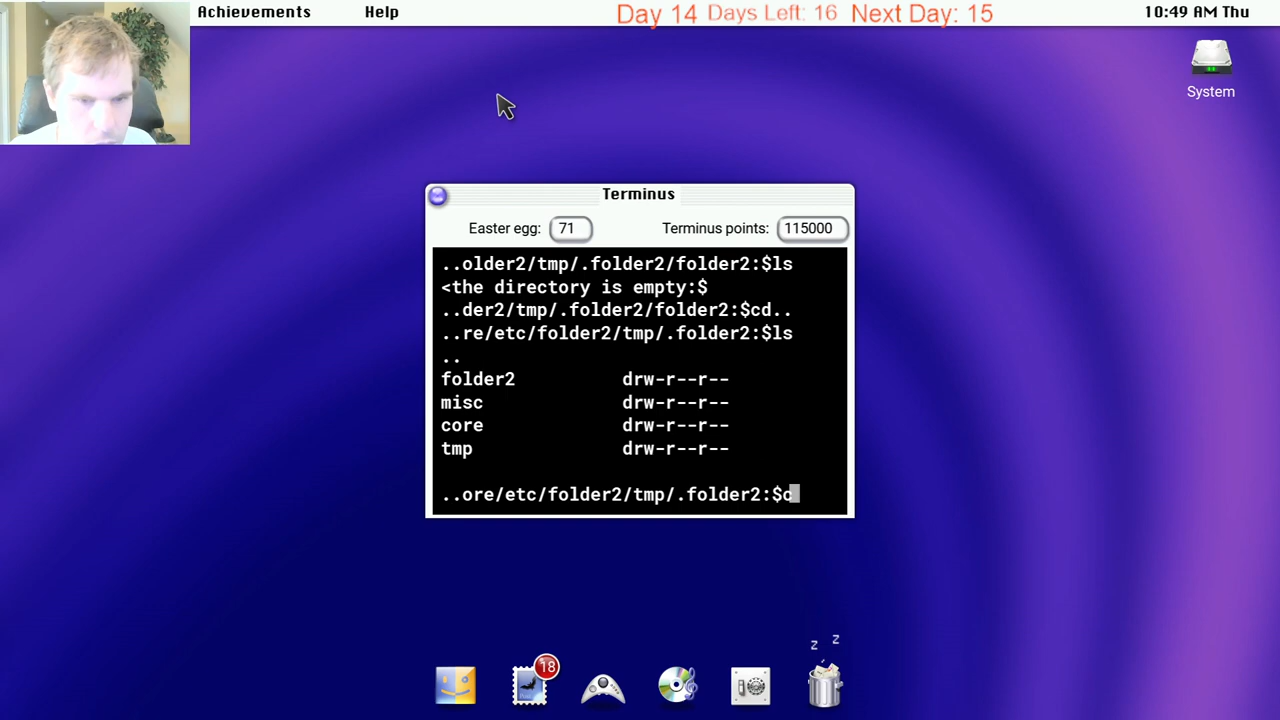 Achievements
Help
Day 14 Days Left: 16 Next Day: 15
10:49 AM Thu
System
Terminus
Easter egg: 71
Terminus points: 115000
..older2/tmp/.folder2/folder2:$ls
<the directory is empty:$
..der2/tmp/.folder2/folder2:$cd..
..re/etc/folder2/tmp/.folder2:$ls
..
folder2 drw-r--r--
misc drw-r--r--
core drw-r--r--
tmp drw-r--r--
..ore/etc/folder2/tmp/.folder2:$c
z z
18